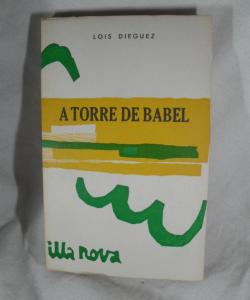 LOIS DIEGUEZ
A TORRE DE BABEL
illa nova